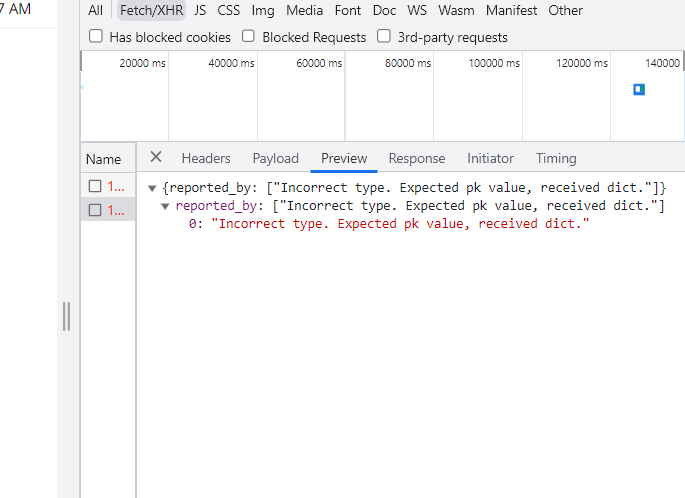 7 AM
All Fetch/XHR JS CSS Img Media Font Doc WS Wasm Manifest Other
Has blocked cookies Blocked Requests 3rd-party requests
20000 ms 40000 ms 60000 ms 80000 ms 100000 ms 120000 ms 140000
Name Headers Payload Preview Response Initiator Timing
1... {reported_by: ["Incorrect type. Expected pk value, received dict."]}
1... reported_by: ["Incorrect type. Expected pk value, received dict."]
0: "Incorrect type. Expected pk value, received dict."